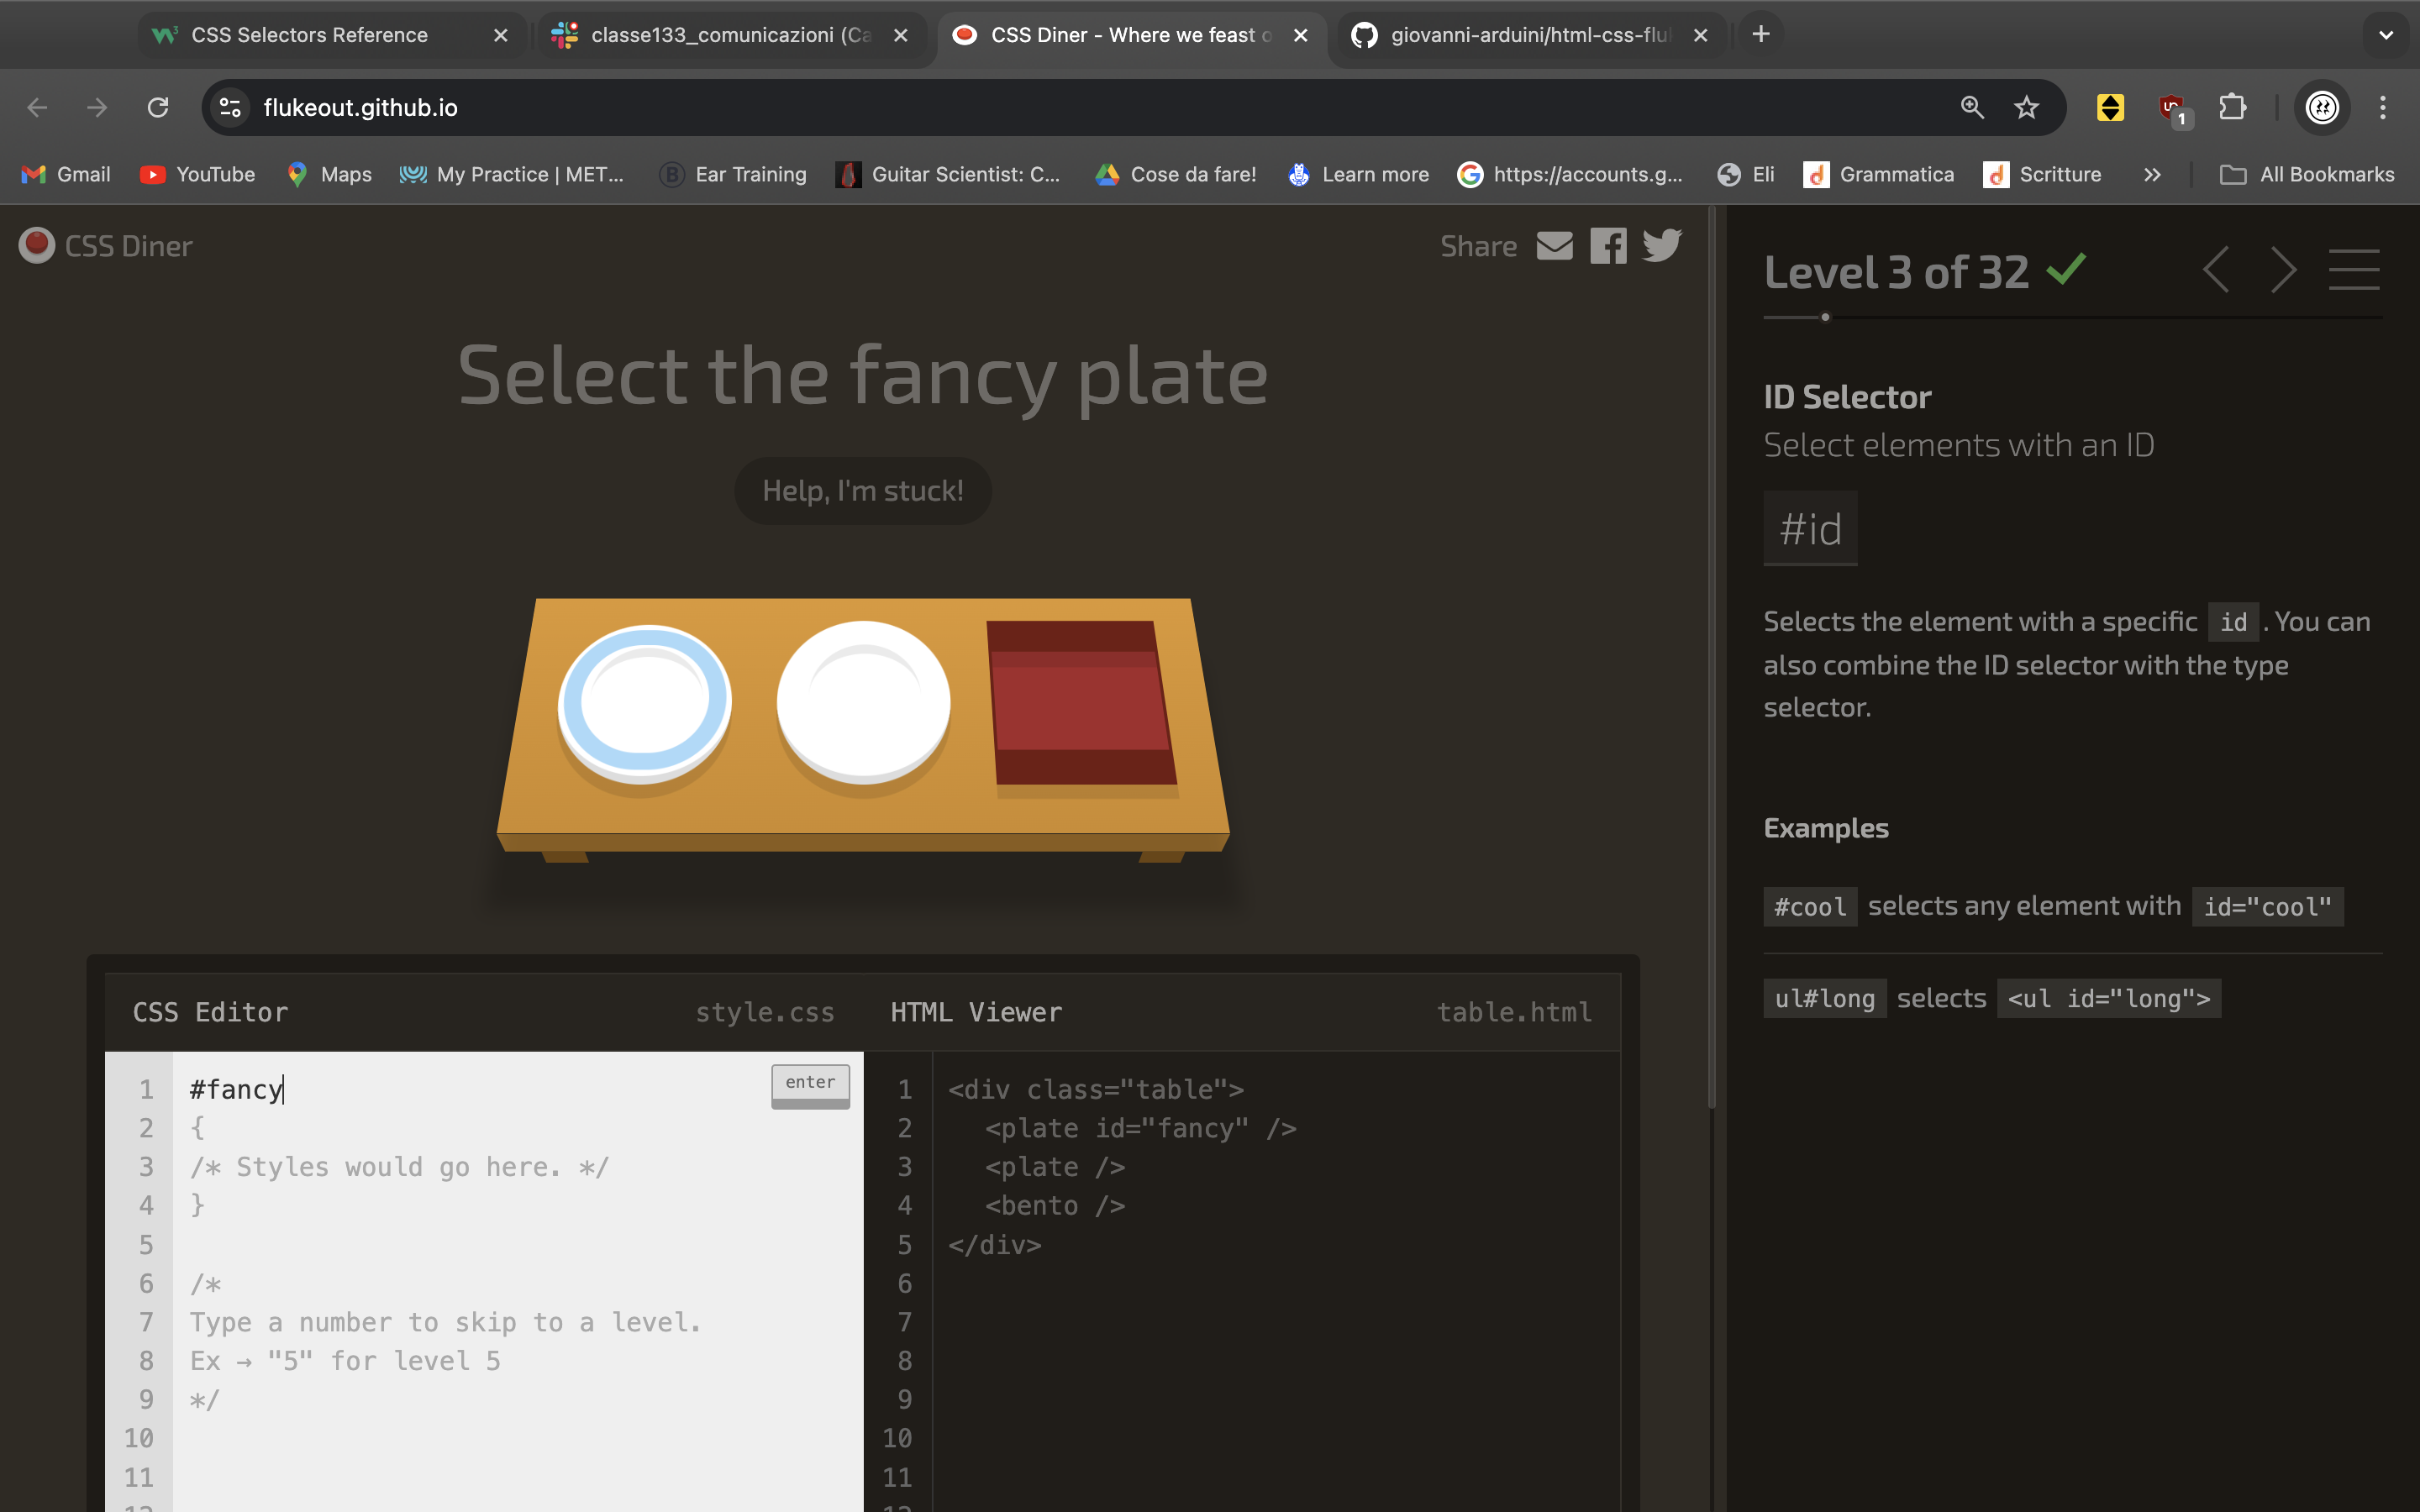 CSS Selectors Reference
classe133_comunicazioni (Ca
CSS Diner - Where we feast o
giovanni-arduini/html-css-flu
flukeout.github.io
1
Gmail
YouTube
Maps
My Practice | MET...
B
Ear Training
Guitar Scientist: C...
Cose da fare!
Learn more
https://accounts.g...
Eli
Grammatica
Scritture
All Bookmarks
CSS Diner
Share
Select the fancy plate
Help, I'm stuck!
CSS Editor
style.css
HTML Viewer
table.html
enter
1 #fancy
2 {
3 /* Styles would go here. */
4 }
5
6 /*
7 Type a number to skip to a level.
8 Ex → "5" for level 5
9 */
10
11
1 <div class="table">
2 <plate id="fancy" />
3 <plate />
4 <bento />
5 </div>
6
7
8
9
10
11
Level 3 of 32
ID Selector
Select elements with an ID
#id
Selects the element with a specific id . You can
also combine the ID selector with the type
selector.
Examples
#cool selects any element with id="cool"
ul#long selects <ul id="long">